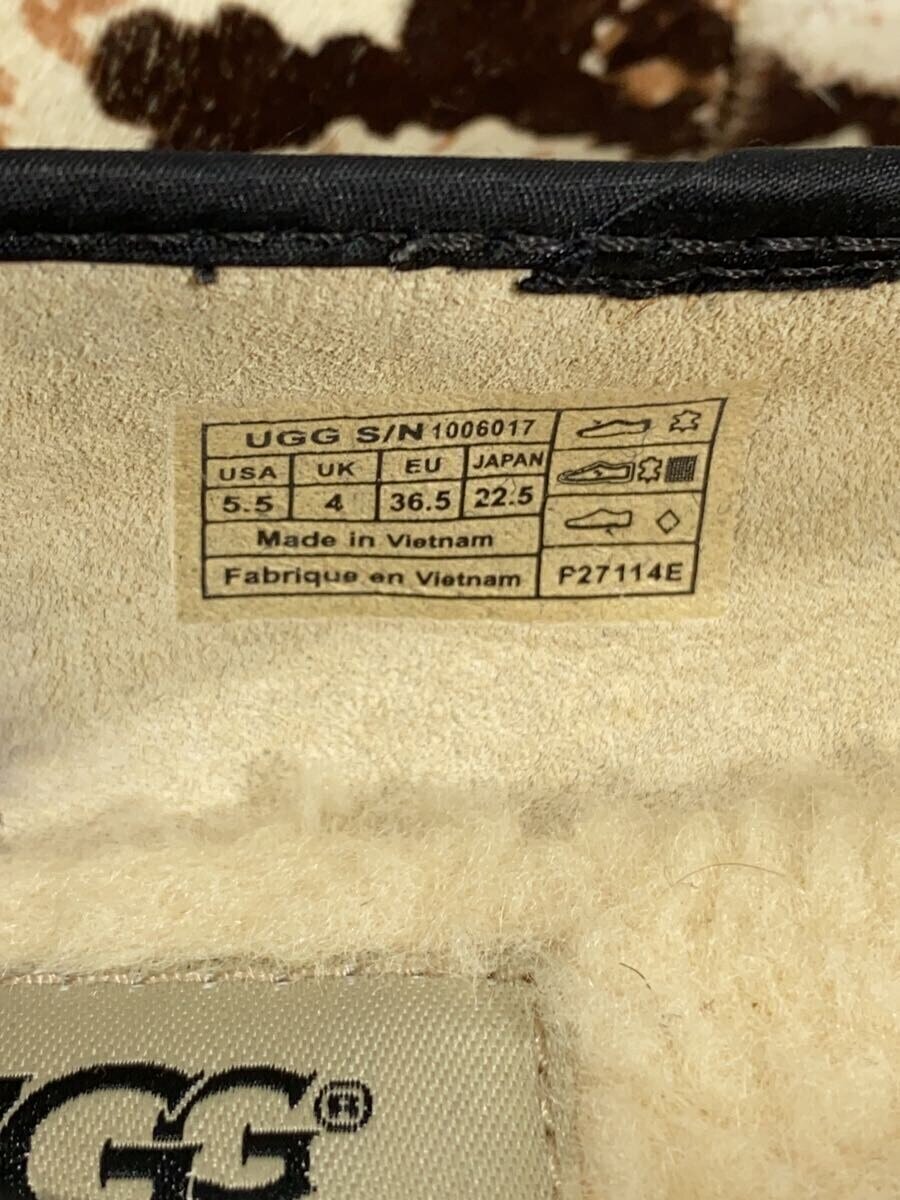 UGG S/N 1006017
USA UK EU JAPAN
5.5 4 36.5 22.5
Made in Vietnam
Fabrique en Vietnam P27114E
UGG®